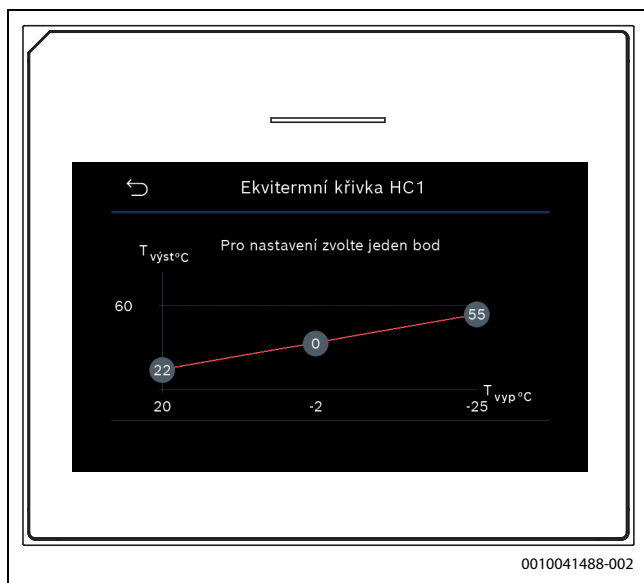 Ekvitermní křivka HC1
Pro nastavení zvolte jeden bod
T výst°C
60
55
0
22
T vyp°C
20 -2 -25
0010041488-002